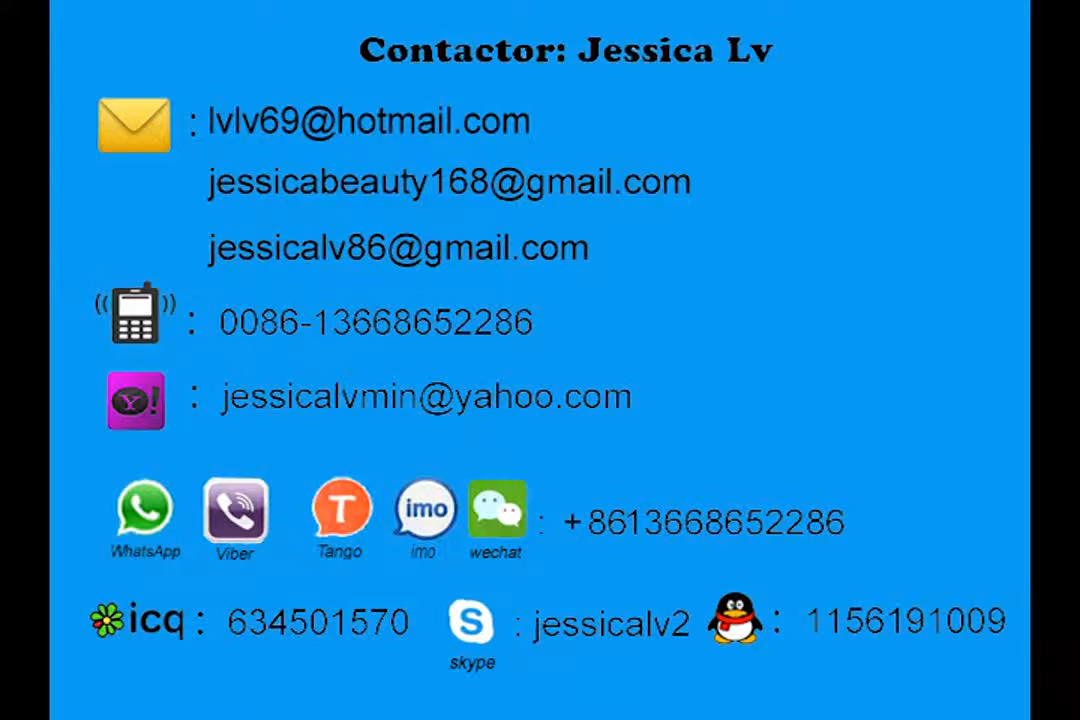 Contactor: Jessica Lv
: lvlv69@hotmail.com
jessicabeauty168@gmail.com
jessicalv86@gmail.com
: 0086-13668652286
Y! : jessicalvmin@yahoo.com
T imo : +8613668652286
WhatsApp Viber Tango imo wechat
icq : 634501570 S : jessicalv2 : 1156191009
skype